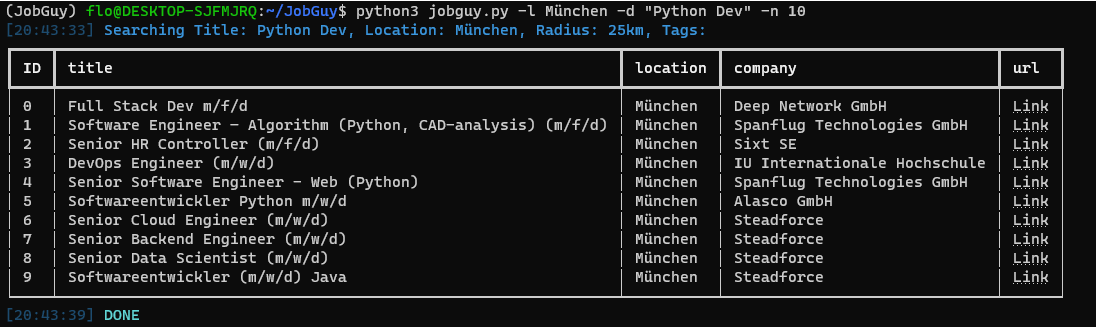 (JobGuy) flo@DESKTOP-SJFMJRQ:~/JobGuy$ python3 jobguy.py -l München -d "Python Dev" -n 10
[20:43:33] Searching Title: Python Dev, Location: München, Radius: 25km, Tags:
ID title location company url
0 Full Stack Dev m/f/d München Deep Network GmbH Link
1 Software Engineer – Algorithm (Python, CAD-analysis) (m/f/d) München Spanflug Technologies GmbH Link
2 Senior HR Controller (m/f/d) München Sixt SE Link
3 DevOps Engineer (m/w/d) München IU Internationale Hochschule Link
4 Senior Software Engineer – Web (Python) München Spanflug Technologies GmbH Link
5 Softwareentwickler Python m/w/d München Alasco GmbH Link
6 Senior Cloud Engineer (m/w/d) München Steadforce Link
7 Senior Backend Engineer (m/w/d) München Steadforce Link
8 Senior Data Scientist (m/w/d) München Steadforce Link
9 Softwareentwickler (m/w/d) Java München Steadforce Link
[20:43:39] DONE